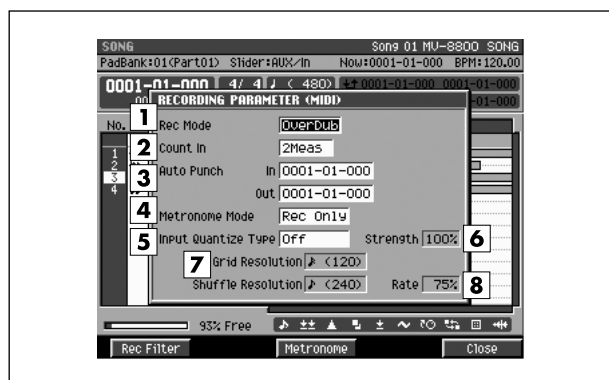 SONG Song 01 MV-8800 SONG
PadBank:01(Part01) Slider:AUX/In Now:0001-01-000 BPM:120.00
0001-01-000 4/ 4 ♩ ( 480) 0001-01-000 0001-01-000
RECORDING PARAMETER (MIDI)
1 Rec Mode OverDub
No.
2 Count In 2Meas
1
2
3
4
3 Auto Punch In 0001-01-000
Out 0001-01-000
4 Metronome Mode Rec Only
5 Input Quantize Type Off Strength 100% 6
7 Grid Resolution ♪ (120)
Shuffle Resolution ♪ (240) Rate 75% 8
93% Free
Rec Filter Metronome Close